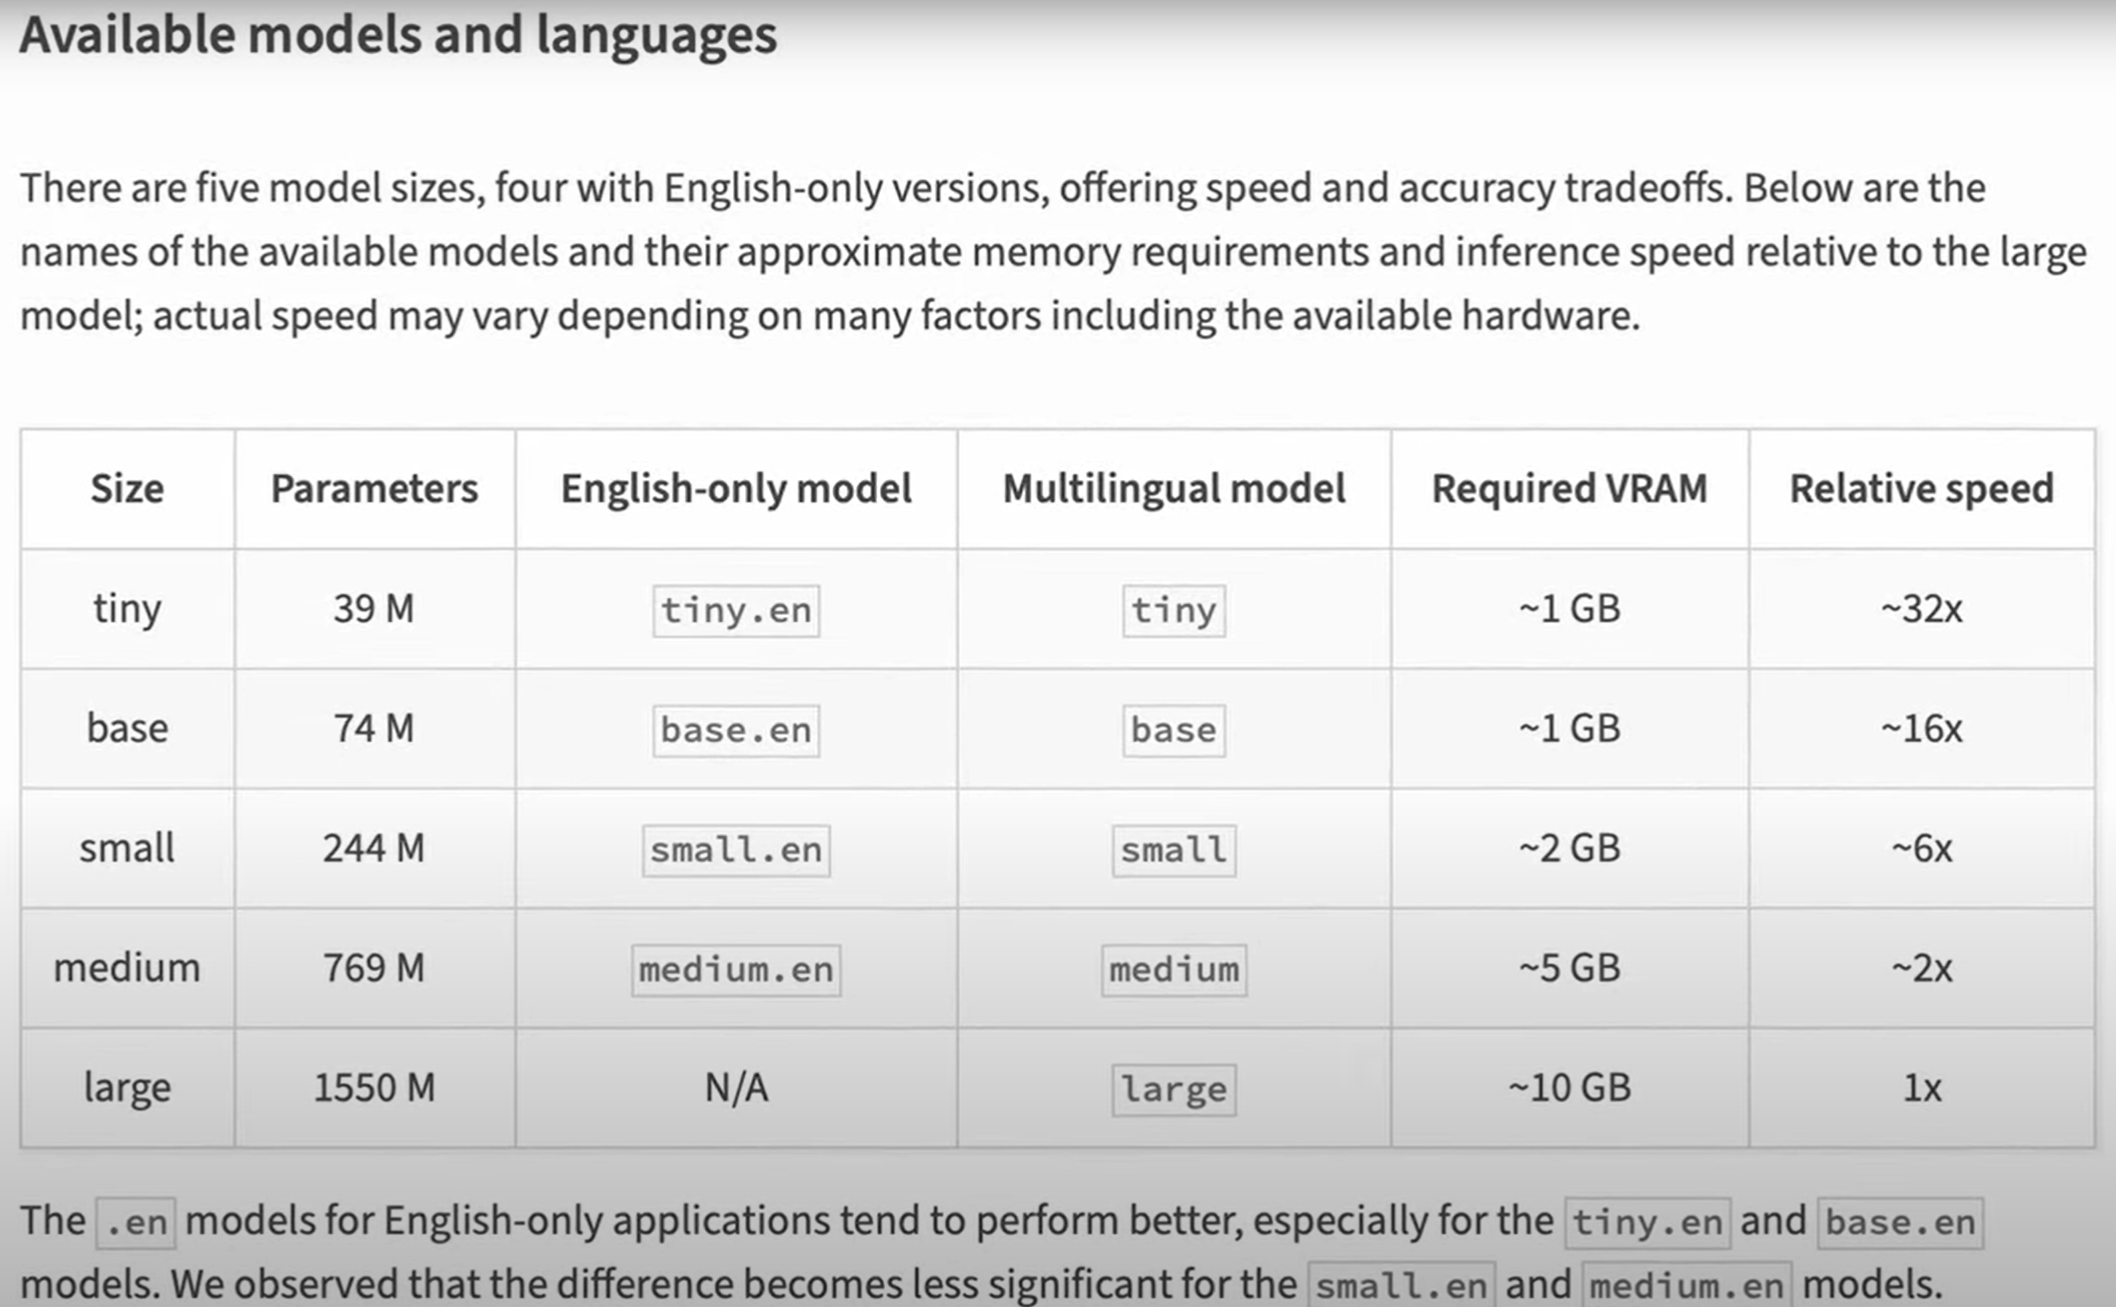 Available models and languages
There are five model sizes, four with English-only versions, offering speed and accuracy tradeoffs. Below are the
names of the available models and their approximate memory requirements and inference speed relative to the large
model; actual speed may vary depending on many factors including the available hardware.
Size Parameters English-only model Multilingual model Required VRAM Relative speed
tiny 39 M tiny.en tiny ~1 GB ~32x
base 74 M base.en base ~1 GB ~16x
small 244 M small.en small ~2 GB ~6x
medium 769 M medium.en medium ~5 GB ~2x
large 1550 M N/A large ~10 GB 1x
The .en models for English-only applications tend to perform better, especially for the tiny.en and base.en
models. We observed that the difference becomes less significant for the small.en and medium.en models.